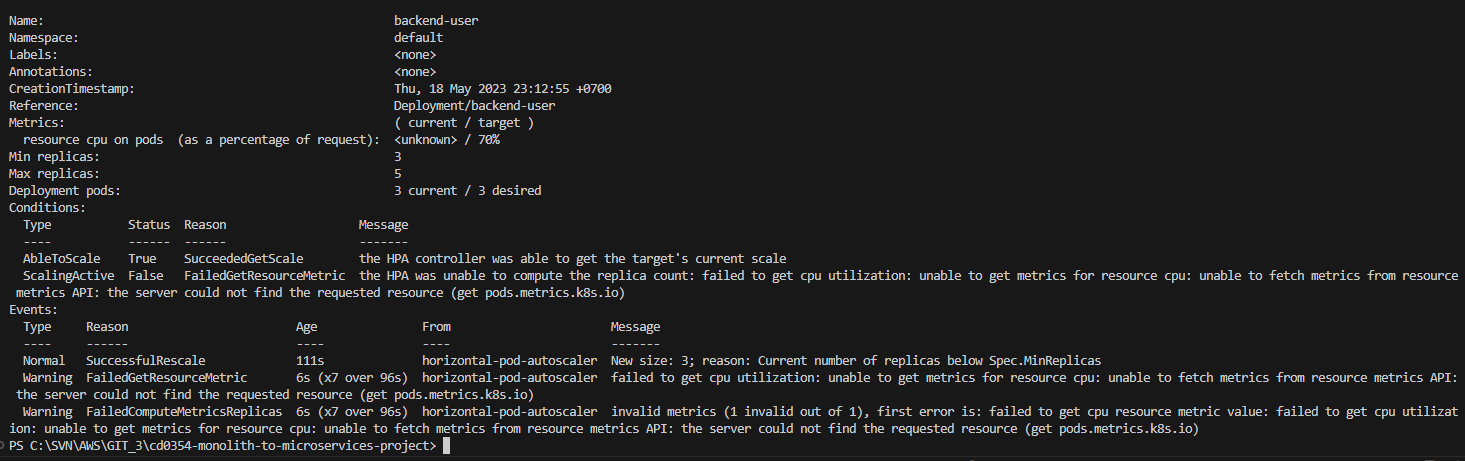 Name:                                                  backend-user
Namespace:                                             default
Labels:                                                <none>
Annotations:                                           <none>
CreationTimestamp:                                     Thu, 18 May 2023 23:12:55 +0700
Reference:                                             Deployment/backend-user
Metrics:                                               ( current / target )
  resource cpu on pods  (as a percentage of request):  <unknown> / 70%
Min replicas:                                          3
Max replicas:                                          5
Deployment pods:                                       3 current / 3 desired
Conditions:
  Type           Status  Reason                   Message
  ----           ------  ------                   -------
  AbleToScale    True    SucceededGetScale        the HPA controller was able to get the target's current scale
  ScalingActive  False   FailedGetResourceMetric  the HPA was unable to compute the replica count: failed to get cpu utilization: unable to get metrics for resource cpu: unable to fetch metrics from resource
 metrics API: the server could not find the requested resource (get pods.metrics.k8s.io)
Events:
  Type     Reason                        Age               From                       Message
  ----     ------                        ----              ----                       -------
  Normal   SuccessfulRescale             111s              horizontal-pod-autoscaler  New size: 3; reason: Current number of replicas below Spec.MinReplicas
  Warning  FailedGetResourceMetric       6s (x7 over 96s)  horizontal-pod-autoscaler  failed to get cpu utilization: unable to get metrics for resource cpu: unable to fetch metrics from resource metrics API:
 the server could not find the requested resource (get pods.metrics.k8s.io)
  Warning  FailedComputeMetricsReplicas  6s (x7 over 96s)  horizontal-pod-autoscaler  invalid metrics (1 invalid out of 1), first error is: failed to get cpu resource metric value: failed to get cpu utilizat
ion: unable to get metrics for resource cpu: unable to fetch metrics from resource metrics API: the server could not find the requested resource (get pods.metrics.k8s.io)
PS C:\SVN\AWS\GIT_3\cd0354-monolith-to-microservices-project>